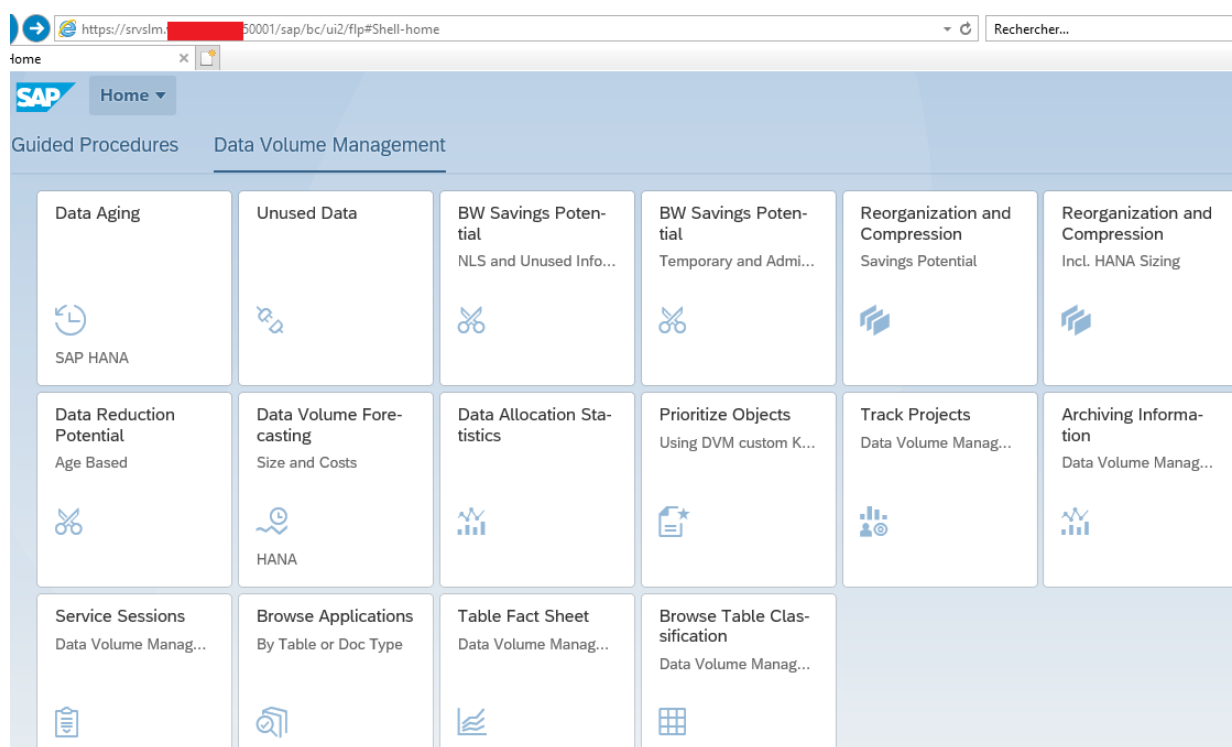 https://srvslm. 50001/sap/bc/ui2/flp#Shell-home
Rechercher...
Home
SAP Home
Guided Procedures Data Volume Management
Data Aging
SAP HANA
Unused Data
BW Savings Poten-
tial
NLS and Unused Info...
BW Savings Poten-
tial
Temporary and Admi...
Reorganization and
Compression
Savings Potential
Reorganization and
Compression
Incl. HANA Sizing
Data Reduction
Potential
Age Based
Data Volume Fore-
casting
Size and Costs
HANA
Data Allocation Sta-
tistics
Prioritize Objects
Using DVM custom K...
Track Projects
Data Volume Manag...
Archiving Informa-
tion
Data Volume Manag...
Service Sessions
Data Volume Manag...
Browse Applications
By Table or Doc Type
Table Fact Sheet
Data Volume Manag...
Browse Table Clas-
sification
Data Volume Manag...